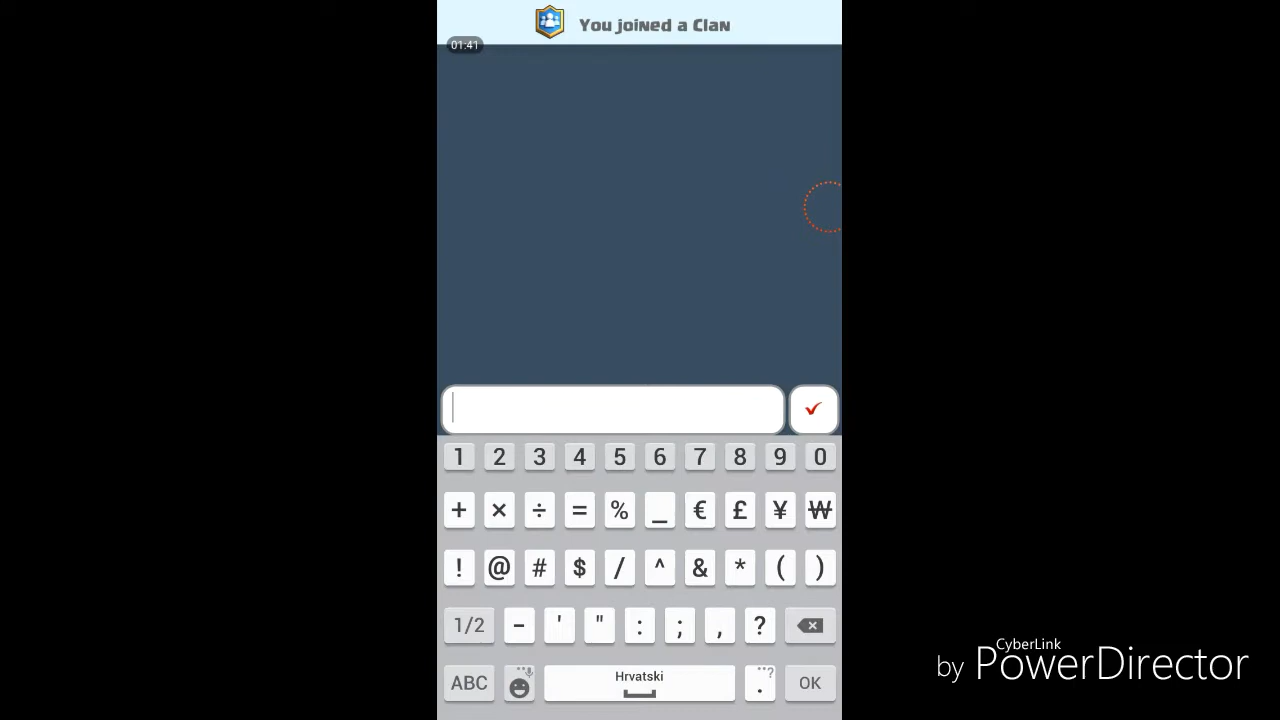 You joined a Clan
01:41
1 2 3 4 5 6 7 8 9 0
+ × ÷ = % _ € £ ¥ ₩
! @ # $ / ^ & * ( )
1/2 - ' " : ; , ?
ABC Hrvatski . OK
CyberLink
by PowerDirector